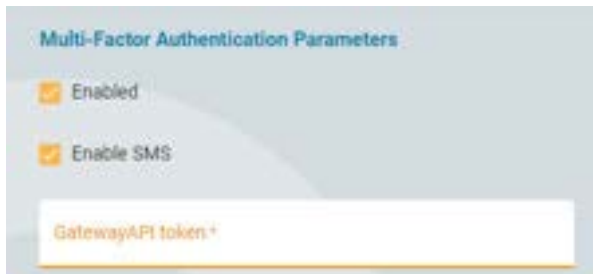 Multi-Factor Authentication Parameters
Enabled
Enable SMS
GatewayAPI token*